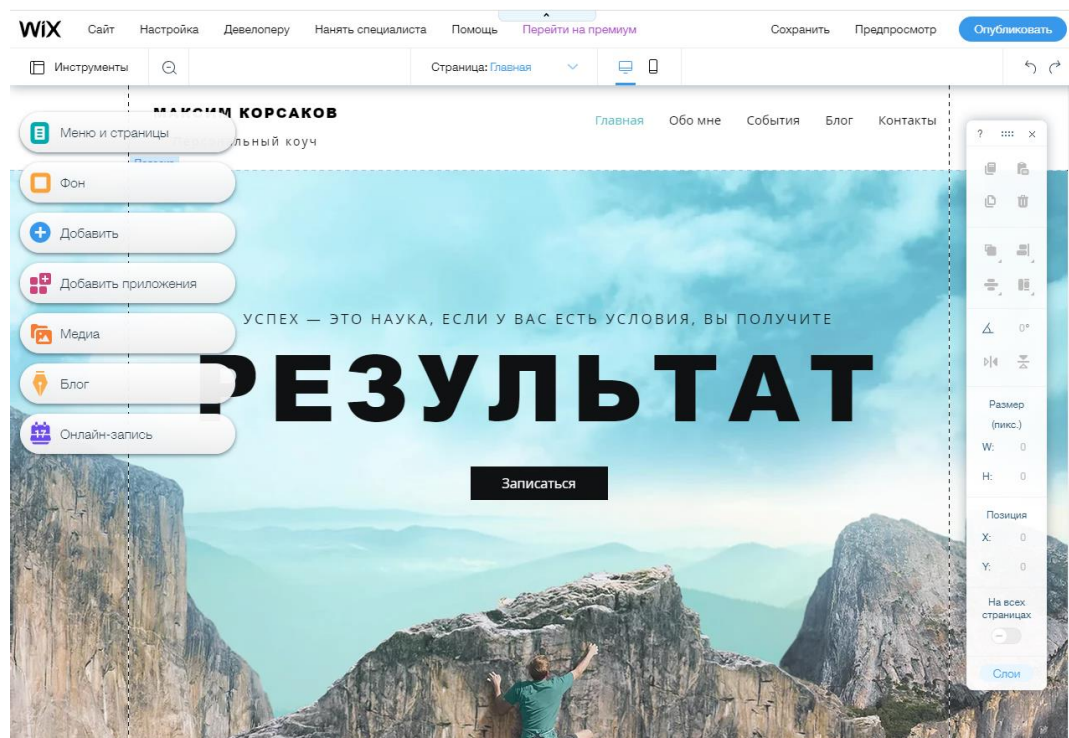 WiX Сайт Настройка Девелоперу Нанять специалиста Помощь Перейти на премиум Сохранить Предпросмотр Опубликовать
Инструменты Страница: Главная
МАКСИМ КОРСАКОВ
Главная Обо мне События Блог Контакты
Меню и страницы
льный коуч
Фон
Добавить
Добавить приложения
Медиа
Блог
Онлайн-запись
УСПЕХ — ЭТО НАУКА, ЕСЛИ У ВАС ЕСТЬ УСЛОВИЯ, ВЫ ПОЛУЧИТЕ
РЕЗУЛЬТАТ
Записаться
?
0°
Размер
(пикс.)
W: 0
H: 0
Позиция
X: 0
Y: 0
На всех
страницах
Слои